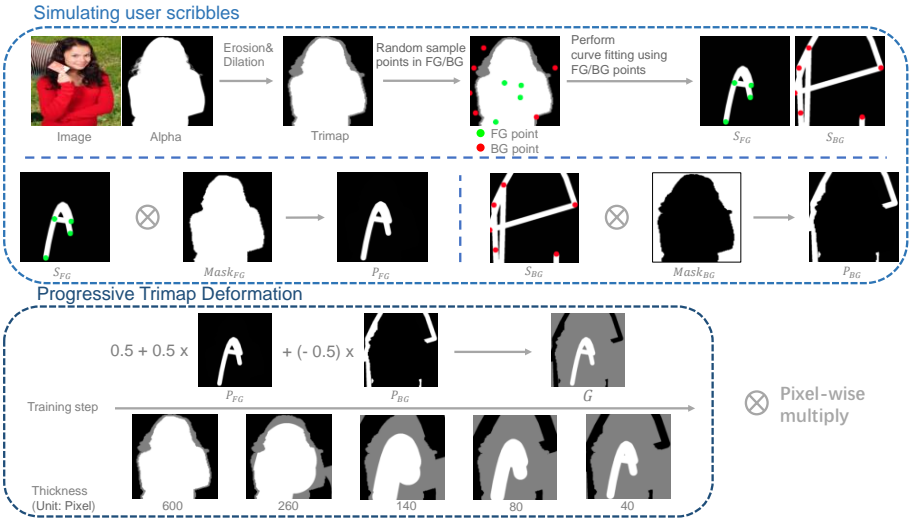 Simulating user scribbles
Erosion&
Dilation
Random sample
points in FG/BG
Perform
curve fitting using
FG/BG points
Image
Alpha
Trimap
FG point
BG point
S_FG
S_BG
S_FG
Mask_FG
P_FG
S_BG
Mask_BG
P_BG
Progressive Trimap Deformation
0.5 + 0.5 x
+ (- 0.5) x
P_FG
P_BG
G
Training step
Pixel-wise
multiply
Thickness
(Unit: Pixel)
600
260
140
80
40